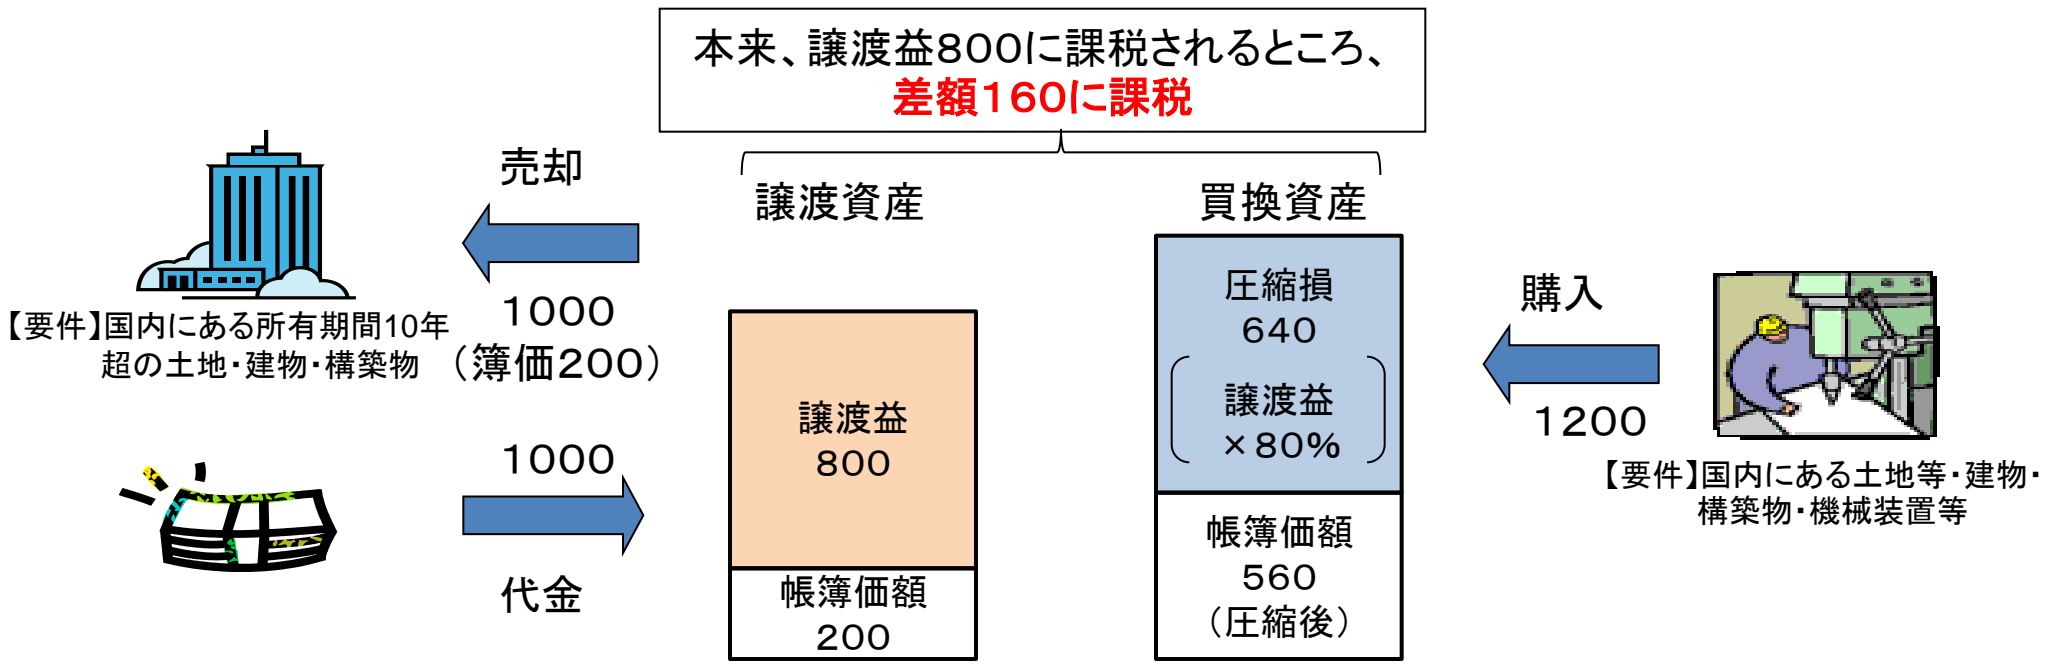 本来、譲渡益800に課税されるところ、
差額160に課税
売却
1000
(簿価200)
【要件】国内にある所有期間10年
超の土地・建物・構築物
1000
代金
譲渡資産
譲渡益
800
帳簿価額
200
買換資産
圧縮損
640
譲渡益
×80%
帳簿価額
560
(圧縮後)
購入
1200
【要件】国内にある土地等・建物・
構築物・機械装置等